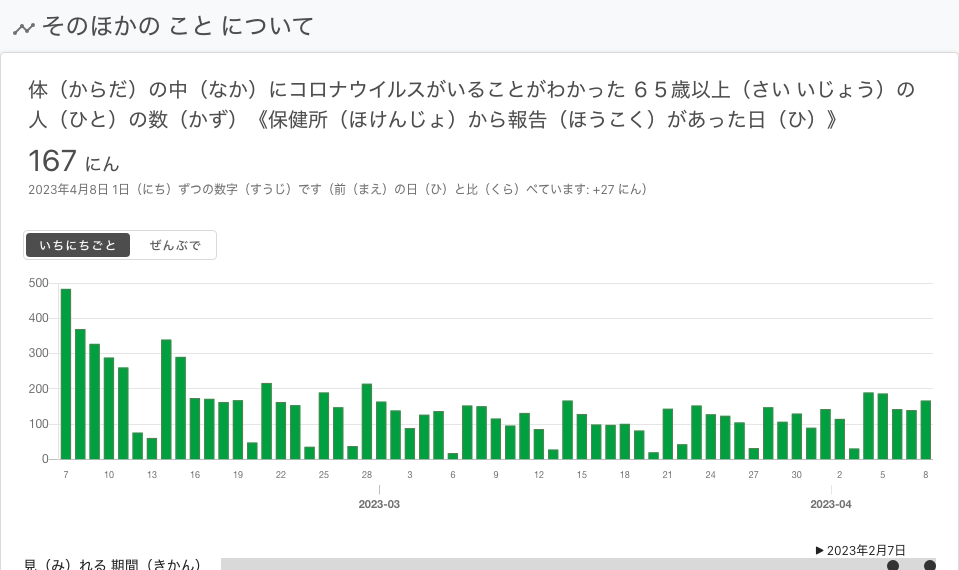 そのほかの こと について
体（からだ）の中（なか）にコロナウイルスがいることがわかった ６５歳以上（さい いじょう）の
人（ひと）の数（かず）《保健所（ほけんじょ）から報告（ほうこく）があった日（ひ）》
167 にん
2023年4月8日 1日（にち）ずつの数字（すうじ）です（前（まえ）の日（ひ）と比（くら）べています: +27 にん）
いちにちごと ぜんぶで
500
400
300
200
100
0
7 10 13 16 19 22 25 28 3 6 9 12 15 18 21 24 27 30 2 5 8
2023-03 2023-04
▶ 2023年2月7日
見（み）れる 期間（きかん）